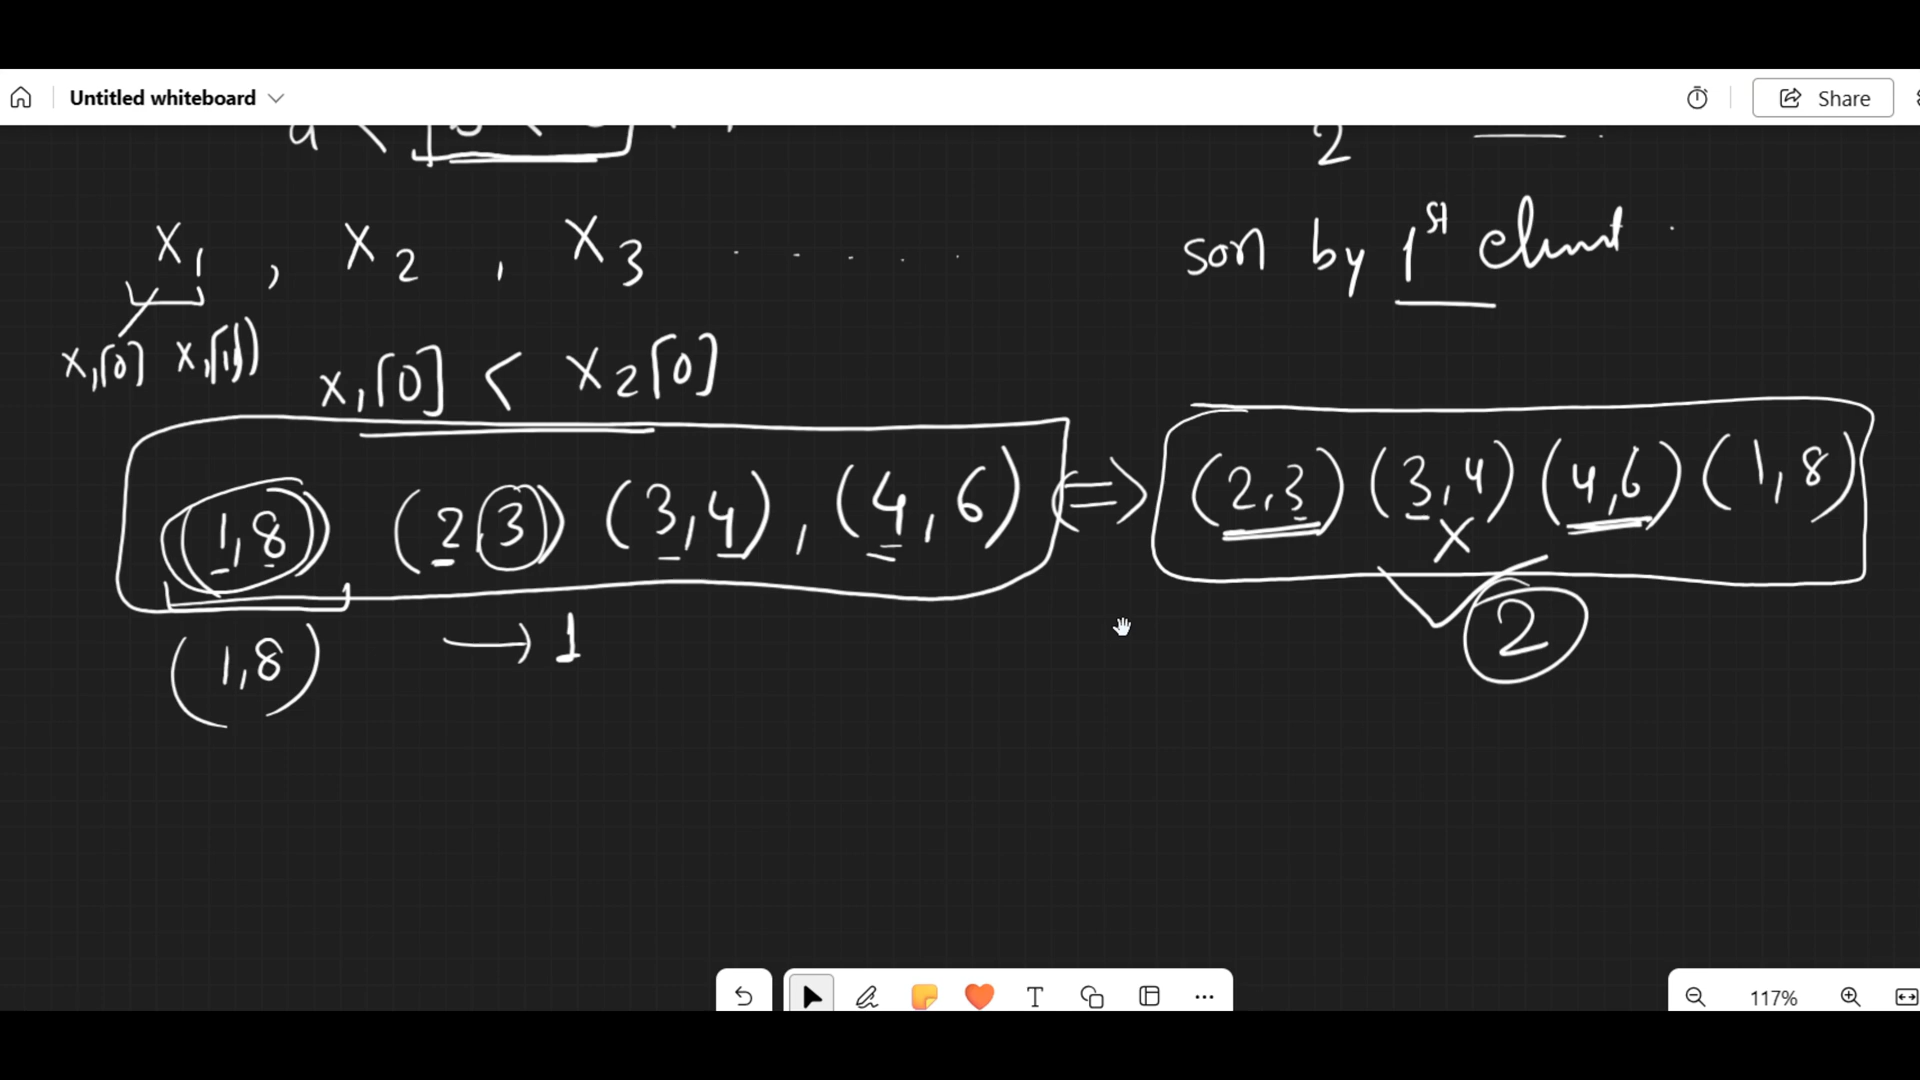 Untitled whiteboard
Share
2
sort by 1st element
x1 , x2 , x3 . . . . .
x1[0] x1[1]
x1[0] < x2[0]
(1,8) (2 3) (3,4) , (4,6) <=> (2,3) (3,4) (4,6) (1,8)
X
2
(1,8) → 1
117%